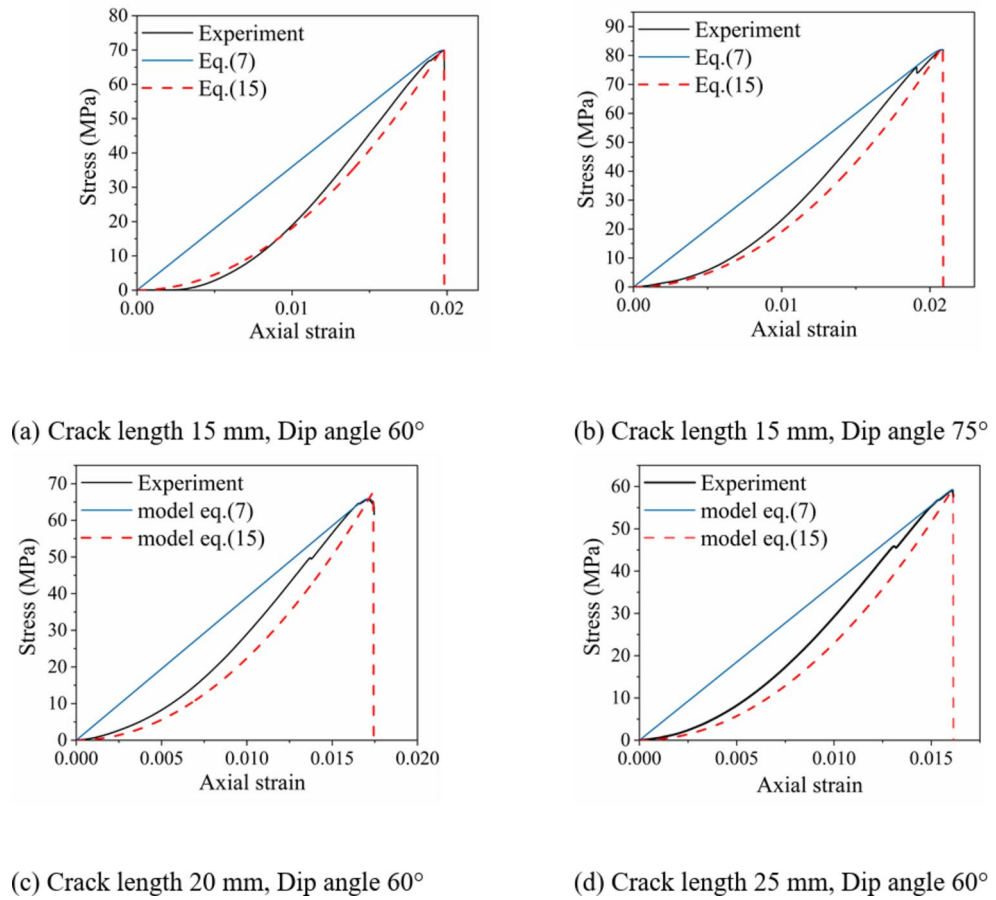 80
70
60
50
40
30
20
10
0
Stress (MPa)
Experiment
Eq.(7)
Eq.(15)
0.00
0.01
0.02
Axial strain
90
80
70
60
50
40
30
20
10
0
Stress (MPa)
Experiment
Eq.(7)
Eq.(15)
0.00
0.01
0.02
Axial strain
(a) Crack length 15 mm, Dip angle 60°
(b) Crack length 15 mm, Dip angle 75°
70
60
50
40
30
20
10
0
Stress (MPa)
Experiment
model eq.(7)
model eq.(15)
0.000
0.005
0.010
0.015
0.020
Axial strain
60
50
40
30
20
10
0
Stress (MPa)
Experiment
model eq.(7)
model eq.(15)
0.000
0.005
0.010
0.015
Axial strain
(c) Crack length 20 mm, Dip angle 60°
(d) Crack length 25 mm, Dip angle 60°